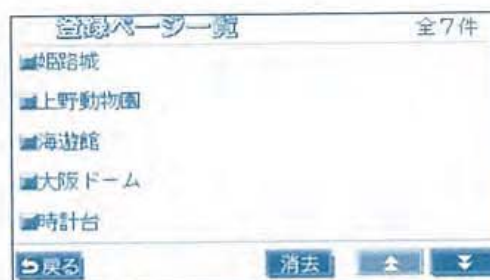 登録ページ一覧 全7件
姫路城
上野動物園
海遊館
大阪ドーム
時計台
戻る 消去